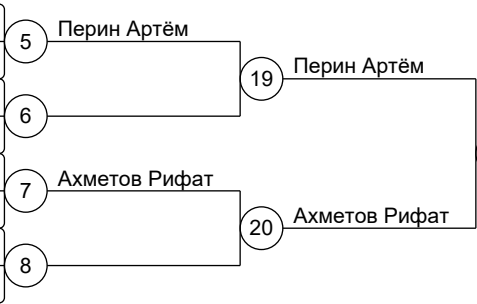 5 Перин Артём
19 Перин Артём
6
7 Ахметов Рифат
20 Ахметов Рифат
8